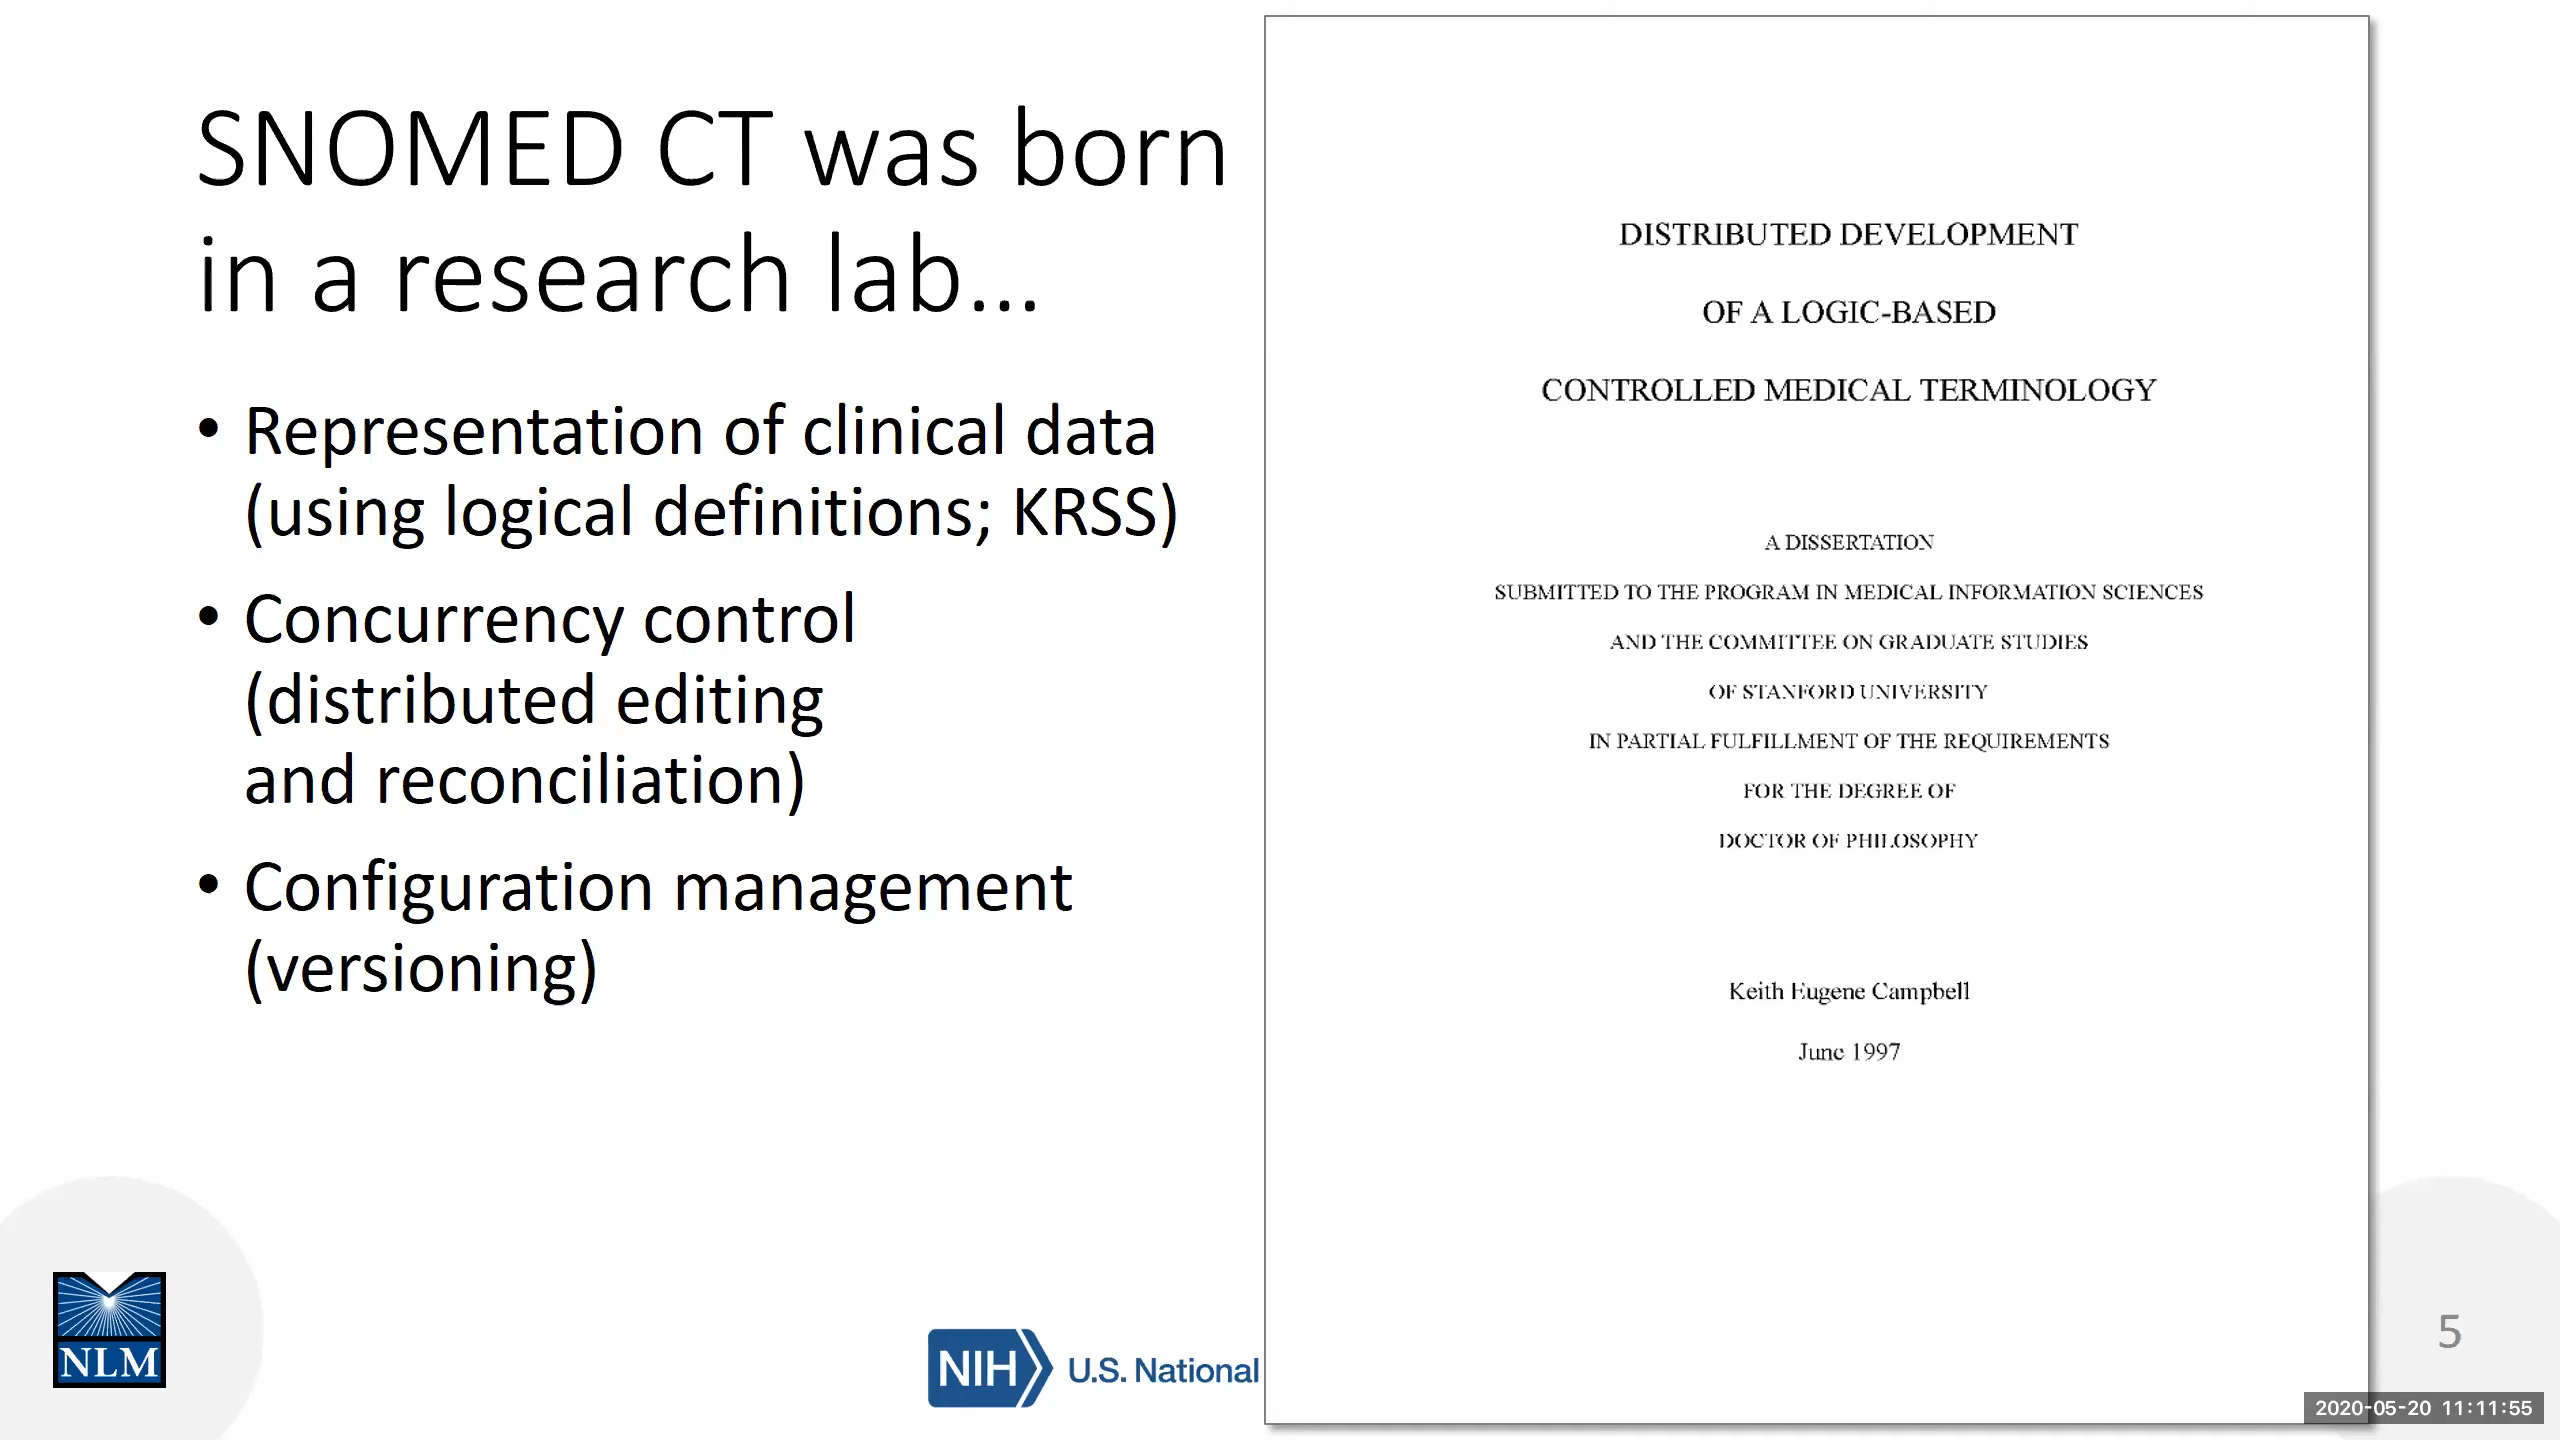 SNOMED CT was born
in a research lab...
• Representation of clinical data
(using logical definitions; KRSS)
• Concurrency control
(distributed editing
and reconciliation)
• Configuration management
(versioning)
DISTRIBUTED DEVELOPMENT
OF A LOGIC-BASED
CONTROLLED MEDICAL TERMINOLOGY
A DISSERTATION
SUBMITTED TO THE PROGRAM IN MEDICAL INFORMATION SCIENCES
AND THE COMMITTEE ON GRADUATE STUDIES
OF STANFORD UNIVERSITY
IN PARTIAL FULFILLMENT OF THE REQUIREMENTS
FOR THE DEGREE OF
DOCTOR OF PHILOSOPHY
Keith Eugene Campbell
June 1997
NLM
NIH U.S. National
5
2020-05-20 11:11:55